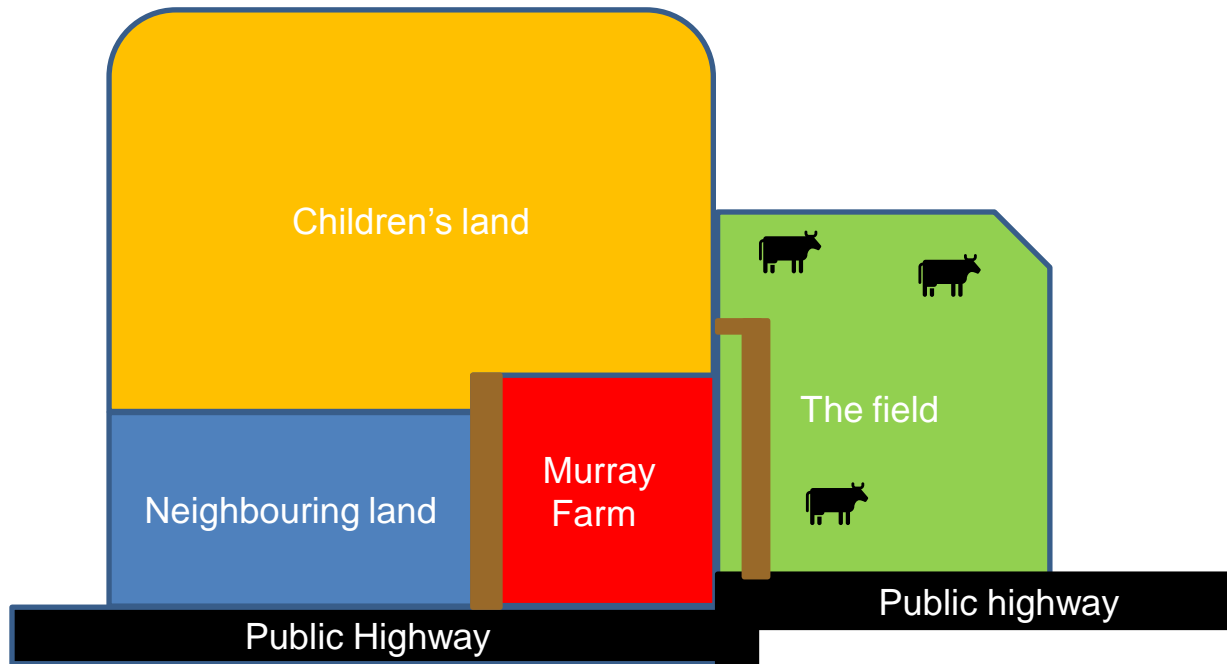 Children’s land
The field
Murray
Farm
Neighbouring land
Public highway
Public Highway